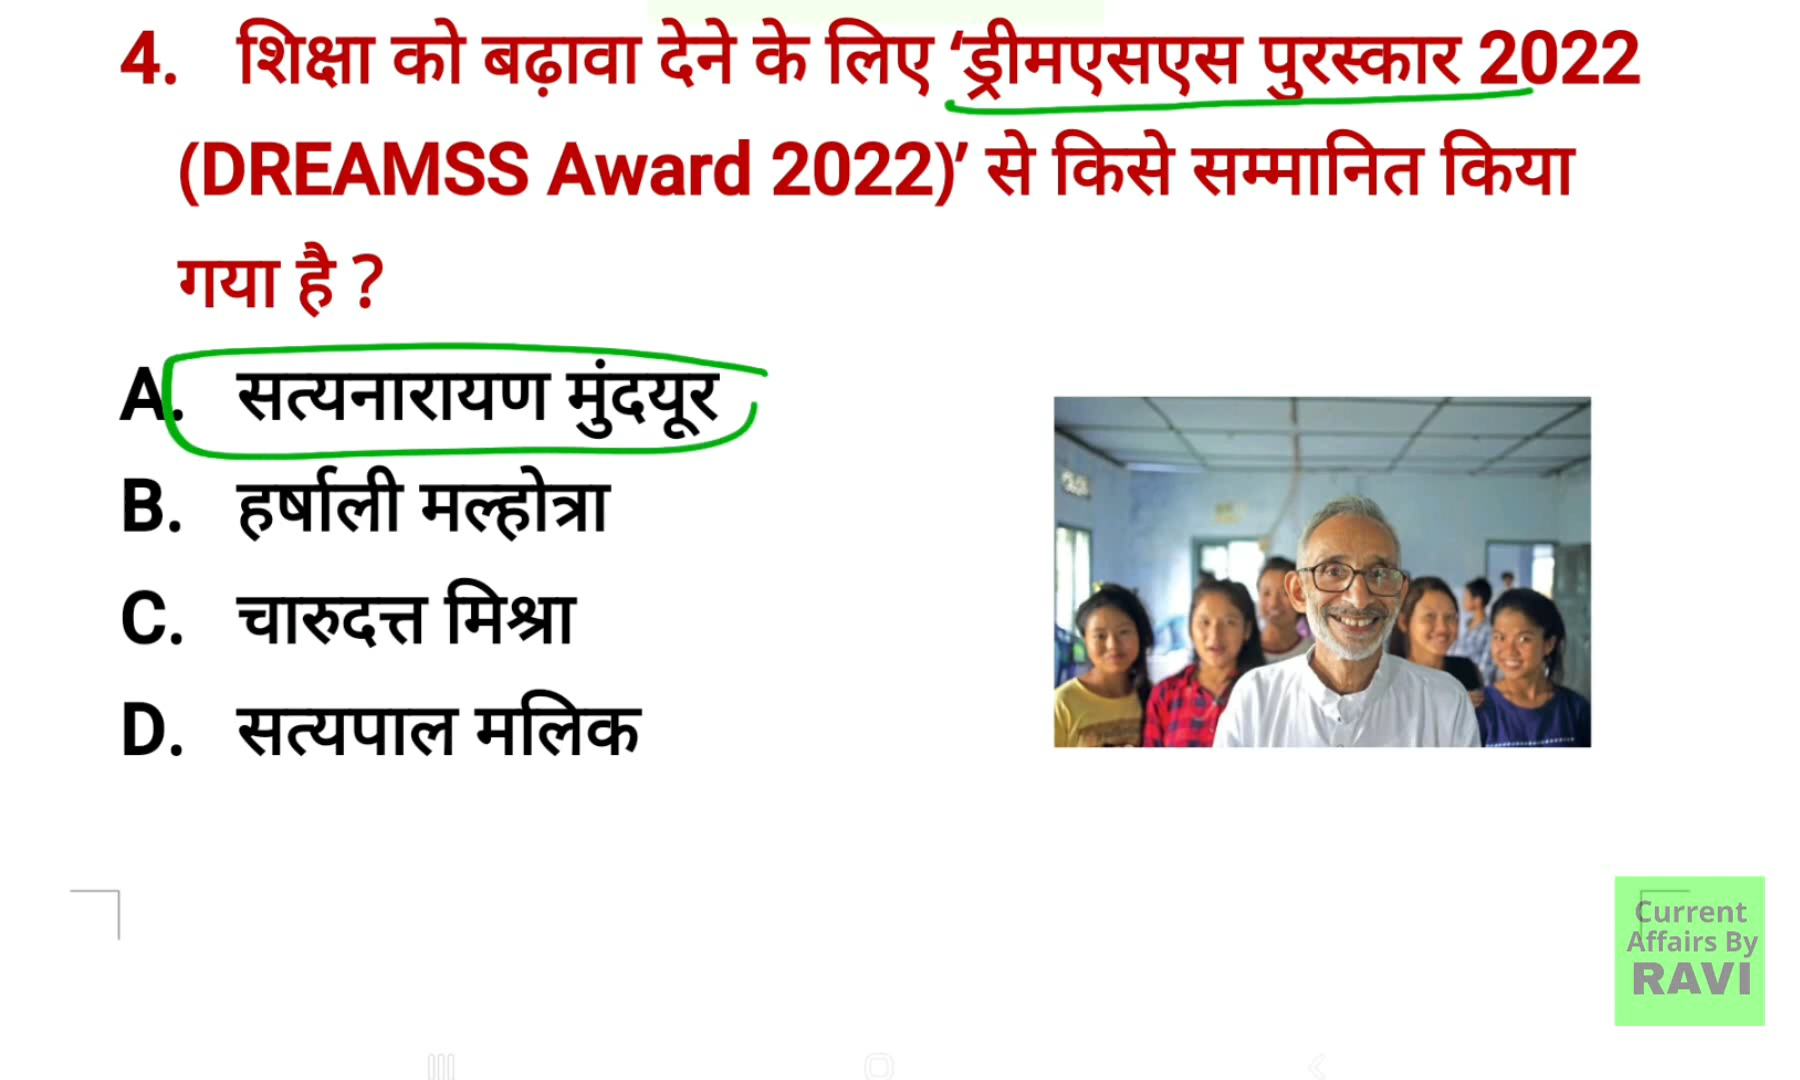 4. शिक्षा को बढ़ावा देने के लिए ‘ड्रीमएसएस पुरस्कार 2022
(DREAMSS Award 2022)’ से किसे सम्मानित किया
गया है ?
A. सत्यनारायण मुंदयूर
B. हर्षाली मल्होत्रा
C. चारुदत्त मिश्रा
D. सत्यपाल मलिक
Current
Affairs By
RAVI